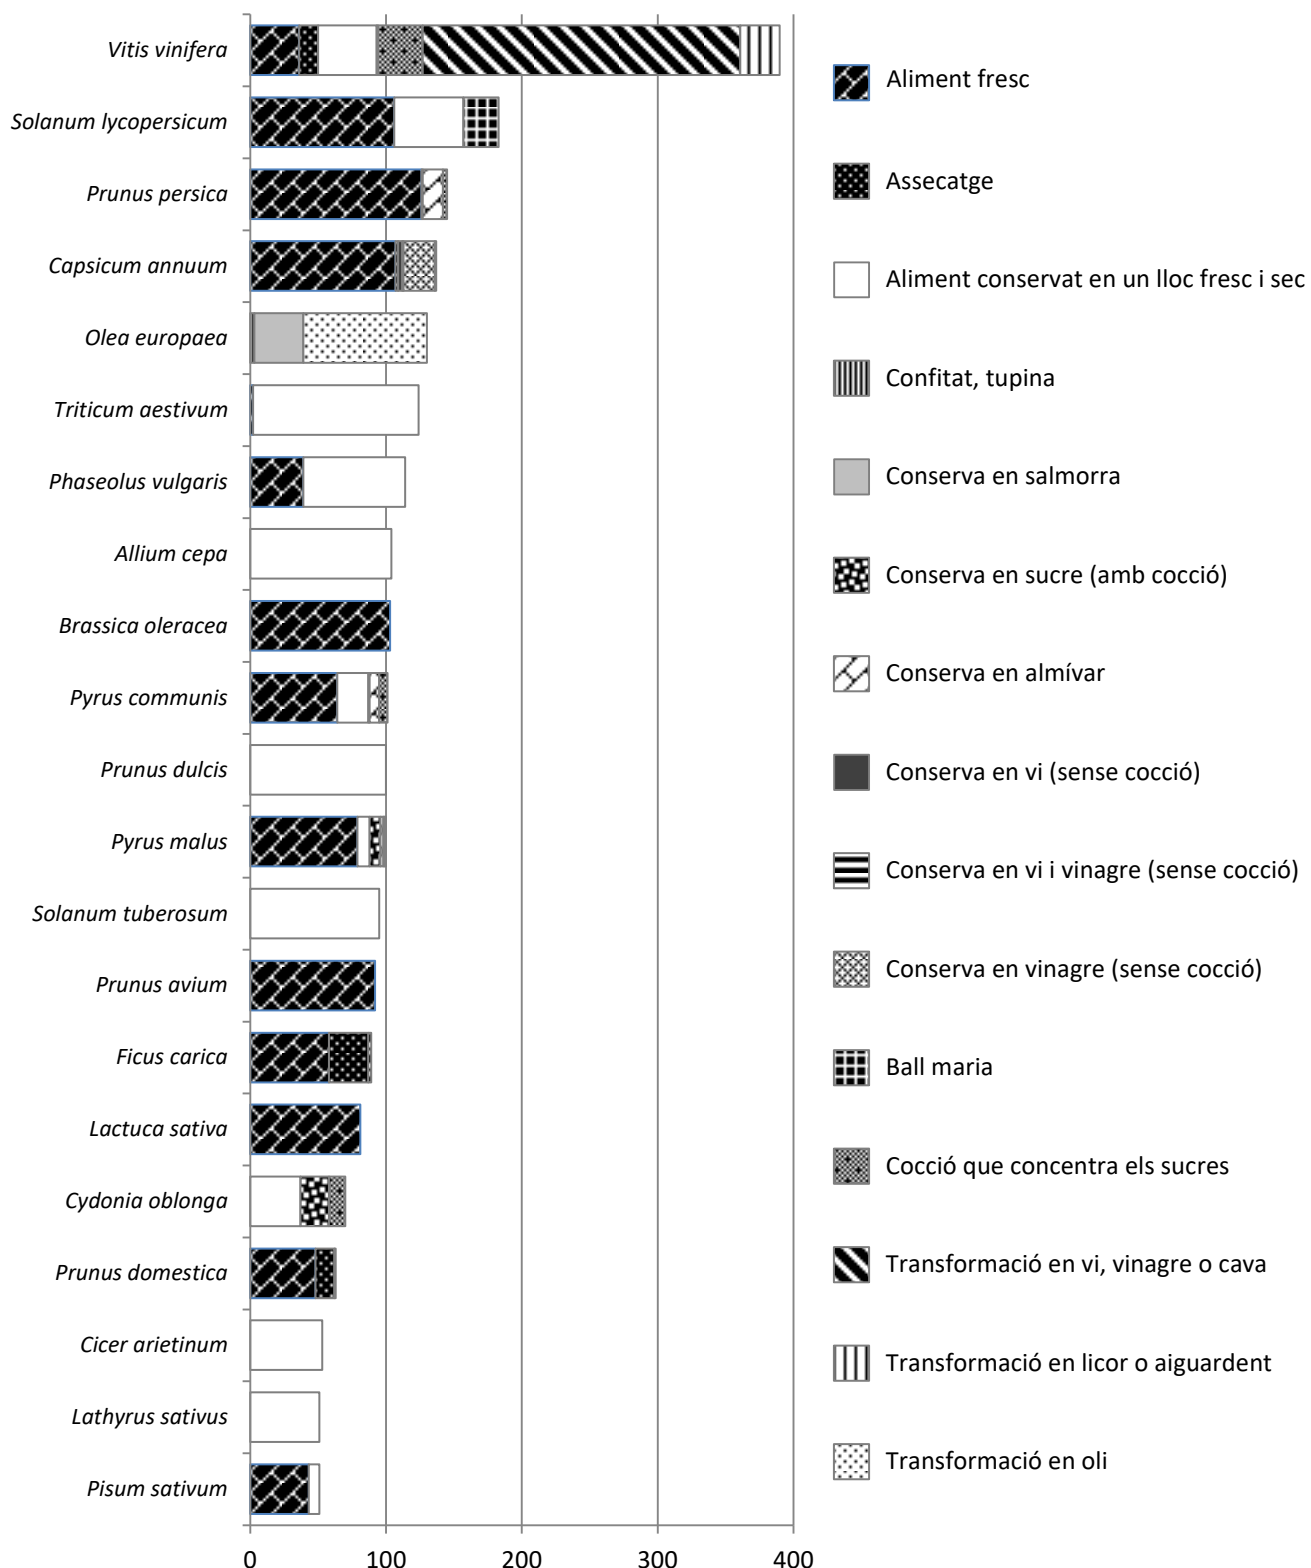 Vitis vinifera
Solanum lycopersicum
Prunus persica
Capsicum annuum
Olea europaea
Triticum aestivum
Phaseolus vulgaris
Allium cepa
Brassica oleracea
Pyrus communis
Prunus dulcis
Pyrus malus
Solanum tuberosum
Prunus avium
Ficus carica
Lactuca sativa
Cydonia oblonga
Prunus domestica
Cicer arietinum
Lathyrus sativus
Pisum sativum
0 100 200 300 400
Aliment fresc
Assecatge
Aliment conservat en un lloc fresc i sec
Confitat, tupina
Conserva en salmorra
Conserva en sucre (amb cocció)
Conserva en almívar
Conserva en vi (sense cocció)
Conserva en vi i vinagre (sense cocció)
Conserva en vinagre (sense cocció)
Ball maria
Cocció que concentra els sucres
Transformació en vi, vinagre o cava
Transformació en licor o aiguardent
Transformació en oli